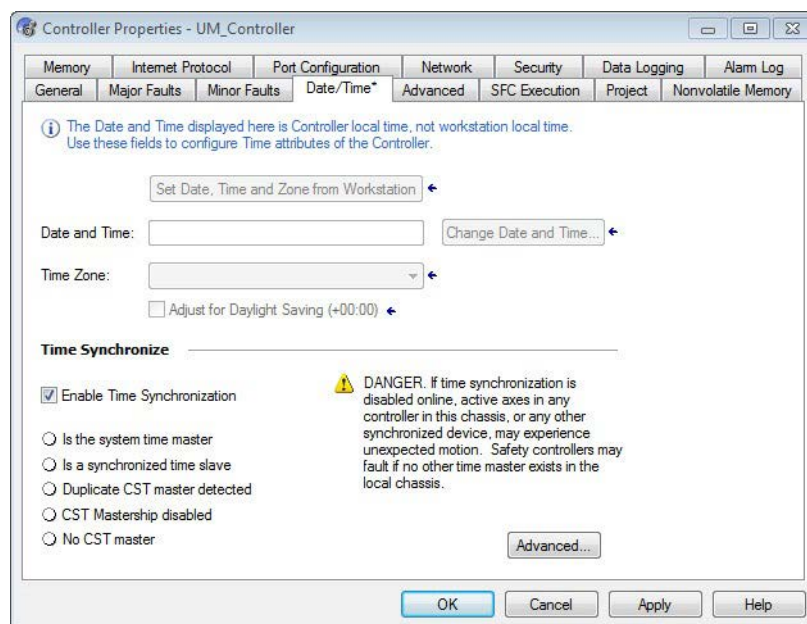 Controller Properties - UM_Controller
Memory Internet Protocol Port Configuration Network Security Data Logging Alarm Log
General Major Faults Minor Faults Date/Time* Advanced SFC Execution Project Nonvolatile Memory
The Date and Time displayed here is Controller local time, not workstation local time.
Use these fields to configure Time attributes of the Controller.
Set Date, Time and Zone from Workstation
Date and Time: Change Date and Time...
Time Zone:
Adjust for Daylight Saving (+00:00)
Time Synchronize
Enable Time Synchronization
Is the system time master
Is a synchronized time slave
Duplicate CST master detected
CST Mastership disabled
No CST master
DANGER. If time synchronization is
disabled online, active axes in any
controller in this chassis, or any other
synchronized device, may experience
unexpected motion. Safety controllers may
fault if no other time master exists in the
local chassis.
Advanced...
OK Cancel Apply Help